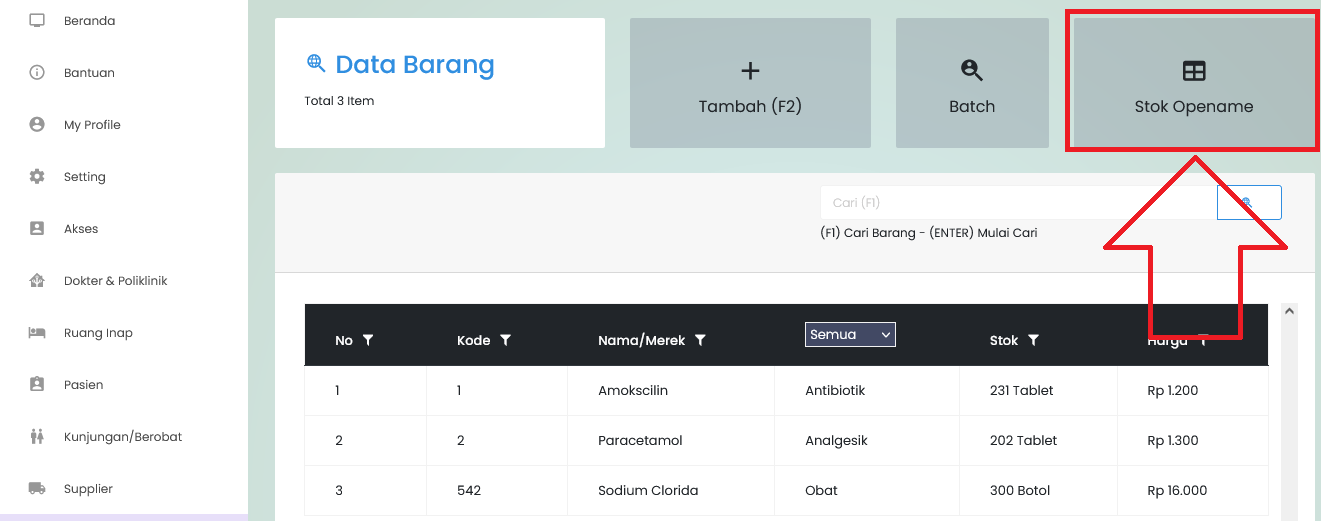 Beranda
Bantuan
My Profile
Setting
Akses
Dokter & Poliklinik
Ruang Inap
Pasien
Kunjungan/Berobat
Supplier
Data Barang
Total 3 Item
Tambah (F2)
Batch
Stok Opename
Cari (F1)
(F1) Cari Barang - (ENTER) Mulai Cari
No Kode Nama/Merek Semua Stok Harga
1 1 Amokscilin Antibiotik 231 Tablet Rp 1.200
2 2 Paracetamol Analgesik 202 Tablet Rp 1.300
3 542 Sodium Clorida Obat 300 Botol Rp 16.000